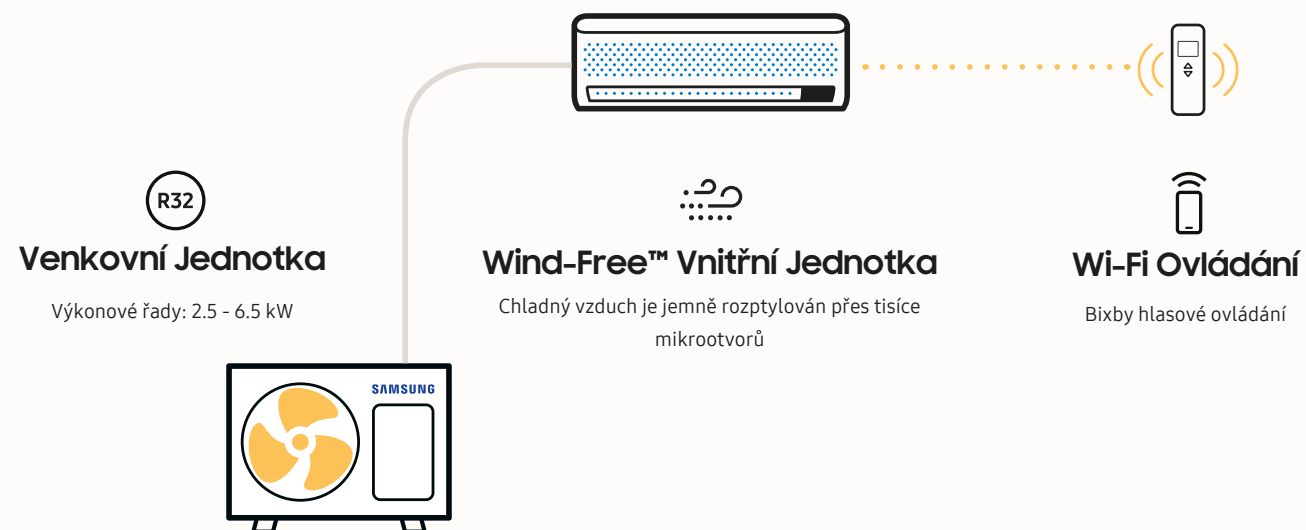 R32
Venkovní Jednotka
Výkonové řady: 2.5 - 6.5 kW
Wind-Free™ Vnitřní Jednotka
Chladný vzduch je jemně rozptylován přes tisíce
mikrootvorů
Wi-Fi Ovládání
Bixby hlasové ovládání
SAMSUNG